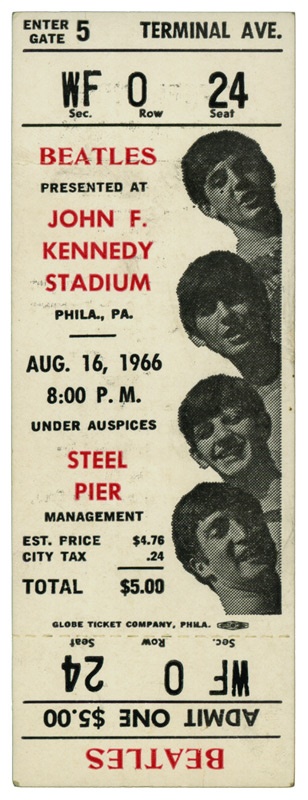 ENTER GATE 5 TERMINAL AVE.
WF O 24
Sec. Row Seat
BEATLES
PRESENTED AT
JOHN F.
KENNEDY
STADIUM
PHILA., PA.
AUG. 16, 1966
8:00 P. M.
UNDER AUSPICES
STEEL
PIER
MANAGEMENT
EST. PRICE $4.76
CITY TAX .24
TOTAL $5.00
GLOBE TICKET COMPANY, PHILA.
BEATLES
ADMIT ONE $5.00
WF O 24
Sec. Row Seat